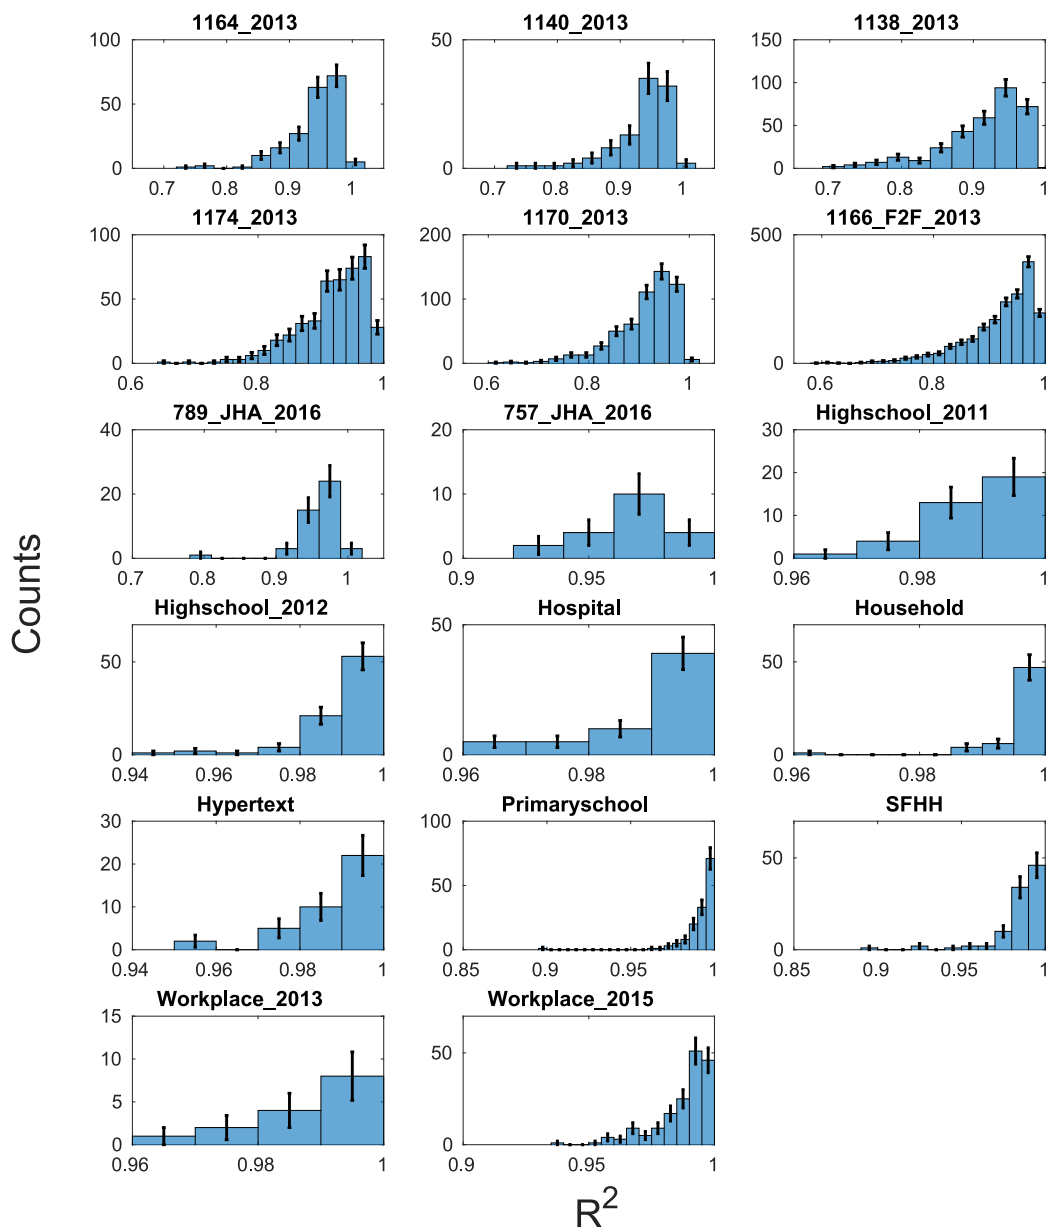 1164_2013 1140_2013 1138_2013
100 50 150
50 100
50
0 0 0
0.7 0.8 0.9 1 0.7 0.8 0.9 1 0.7 0.8 0.9 1
1174_2013 1170_2013 1166_F2F_2013
100 200 500
50 100
0 0 0
0.6 0.8 1 0.6 0.7 0.8 0.9 1 0.6 0.8 1
789_JHA_2016 757_JHA_2016 Highschool_2011
40 20 30
20 10 20
10
0 0 0
0.7 0.8 0.9 1 0.9 0.95 1 0.96 0.98 1
Counts
Highschool_2012 Hospital Household
50 50 50
0 0 0
0.94 0.96 0.98 1 0.96 0.98 1 0.96 0.98 1
Hypertext Primaryschool SFHH
30 100
20 50 50
10
0 0 0
0.94 0.96 0.98 1 0.85 0.9 0.95 1 0.85 0.9 0.95 1
Workplace_2013 Workplace_2015
15
10 50
5
0 0
0.96 0.98 1 0.9 0.95 1
R²